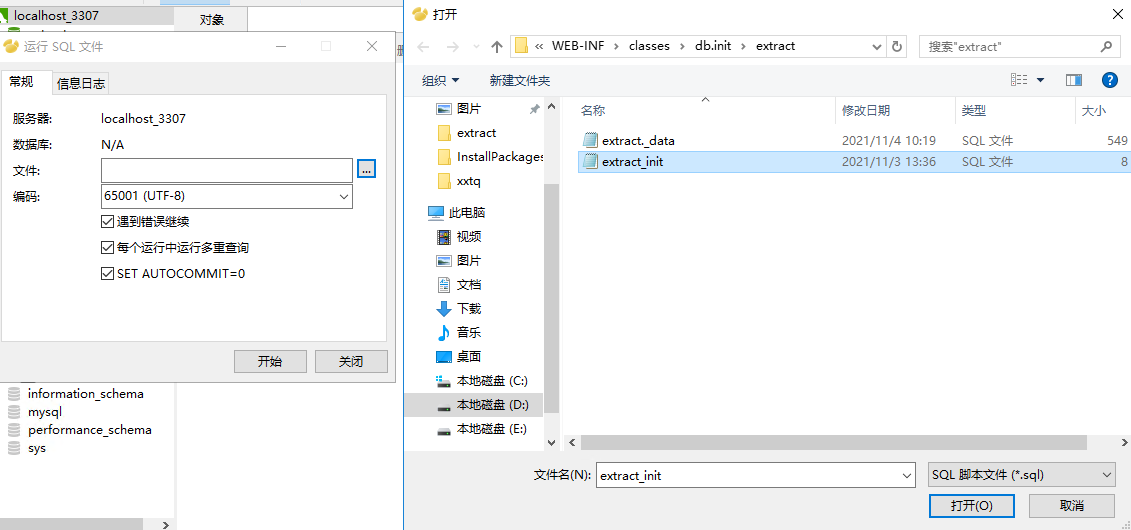 localhost_3307
对象
运行 SQL 文件
常规
信息日志
服务器:
localhost_3307
数据库:
N/A
文件:
...
编码:
65001 (UTF-8)
遇到错误继续
每个运行中运行多重查询
SET AUTOCOMMIT=0
开始
关闭
information_schema
mysql
performance_schema
sys
打开
« WEB-INF › classes › db.init › extract
搜索"extract"
组织
新建文件夹
图片
extract
InstallPackages
xxtq
此电脑
视频
图片
文档
下载
音乐
桌面
本地磁盘 (C:)
本地磁盘 (D:)
本地磁盘 (E:)
名称
修改日期
类型
大小
extract._data
2021/11/4 10:19
SQL 文件
549
extract_init
2021/11/3 13:36
SQL 文件
8
文件名(N):
extract_init
SQL 脚本文件 (*.sql)
打开(O)
取消